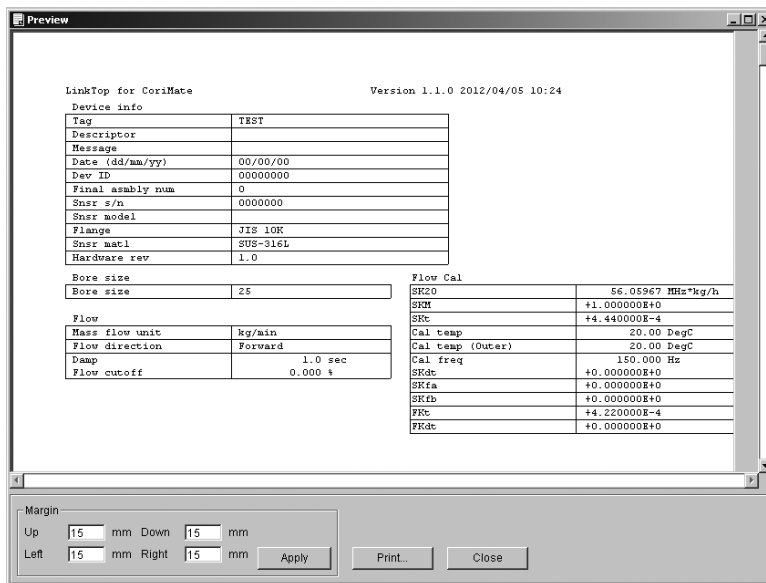 Preview
LinkTop for CoriMate Version 1.1.0 2012/04/05 10:24
Device info
Tag TEST
Descriptor
Message
Date (dd/mm/yy) 00/00/00
Dev ID 00000000
Final asmbly num 0
Snsr s/n 0000000
Snsr model
Flange JIS 10K
Snsr matl SUS-316L
Hardware rev 1.0
Bore size
Bore size 25
Flow
Mass flow unit kg/min
Flow direction Forward
Damp 1.0 sec
Flow cutoff 0.000 %
Flow Cal
SK20 56.05967 MHz*kg/h
SKM +1.000000E+0
SKt +4.440000E-4
Cal temp 20.00 DegC
Cal temp (Outer) 20.00 DegC
Cal freq 150.000 Hz
SKdt +0.000000E+0
SKfa +0.000000E+0
SKfb +0.000000E+0
FKt +4.220000E-4
FKdt +0.000000E+0
Margin
Up 15 mm Down 15 mm
Left 15 mm Right 15 mm Apply Print... Close